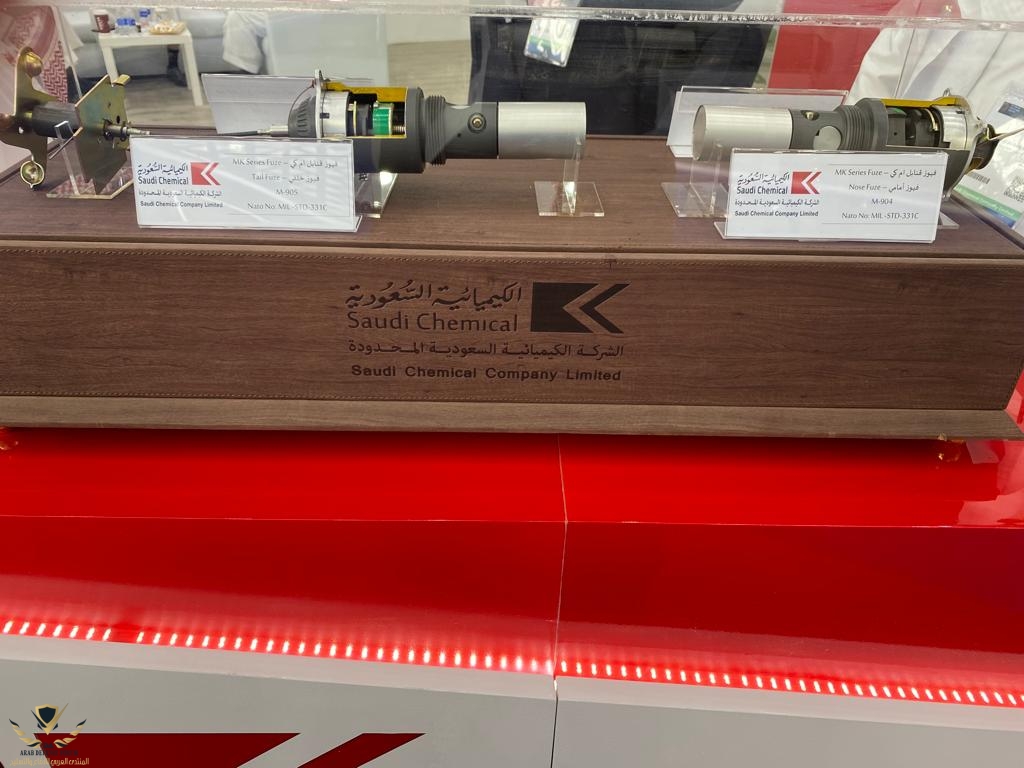 الكيميائية السعودية
Saudi Chemical
الشركة الكيميائية السعودية المحدودة
Saudi Chemical Company Limited
MK Series Fuze – فيوز قنابل ام كي
Tail Fuze – فيوز خلفي
M-905
Nato No: MIL-STD-331C
الكيميائية السعودية
Saudi Chemical
الشركة الكيميائية السعودية المحدودة
Saudi Chemical Company Limited
MK Series Fuze – فيوز قنابل ام كي
Nose Fuze – فيوز أمامي
M-904
Nato No: MIL-STD-331C
الكيميائية السُعُودية
Saudi Chemical
الشركة الكيميائية السعودية المحدودة
Saudi Chemical Company Limited